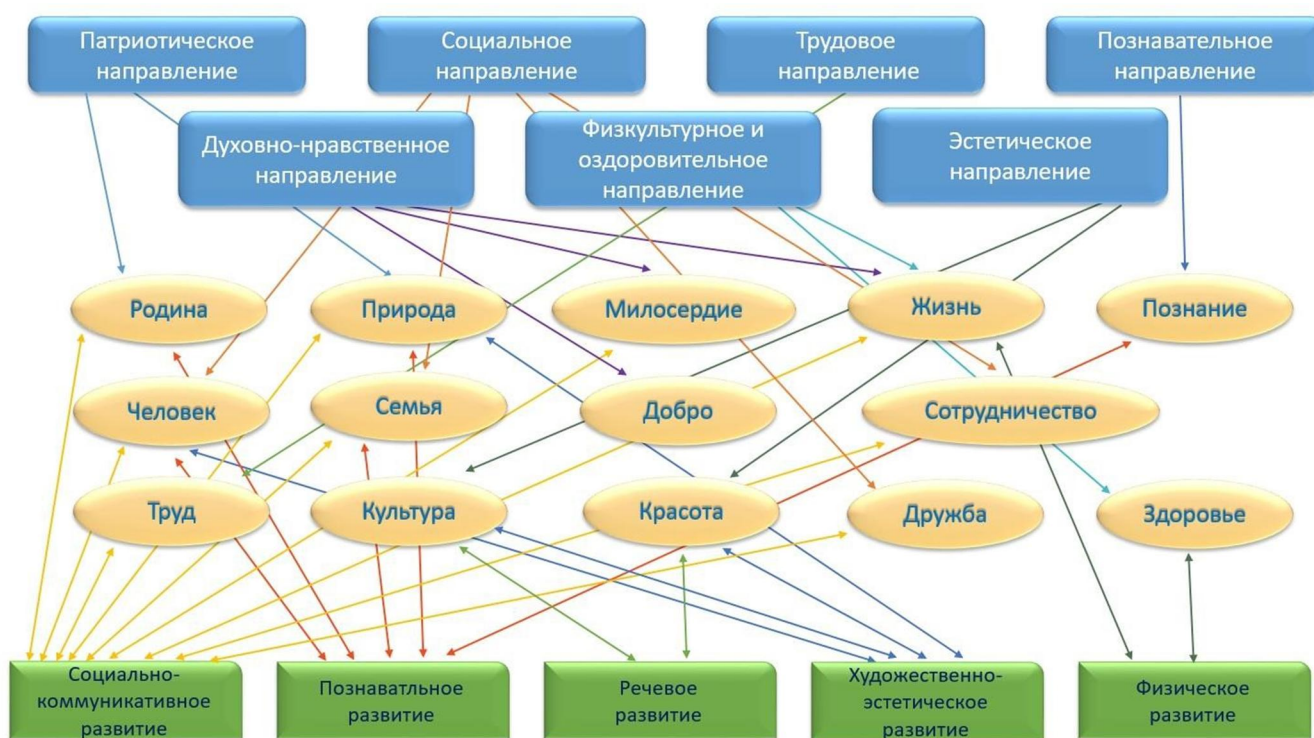 Патриотическое
направление
Социальное
направление
Трудовое
направление
Познавательное
направление
Духовно-нравственное
направление
Физкультурное и
оздоровительное
направление
Эстетическое
направление
Родина
Природа
Милосердие
Жизнь
Познание
Человек
Семья
Добро
Сотрудничество
Труд
Культура
Красота
Дружба
Здоровье
Социально-
коммуникативное
развитие
Познаватльное
развитие
Речевое
развитие
Художественно-
эстетическое
развитие
Физическое
развитие